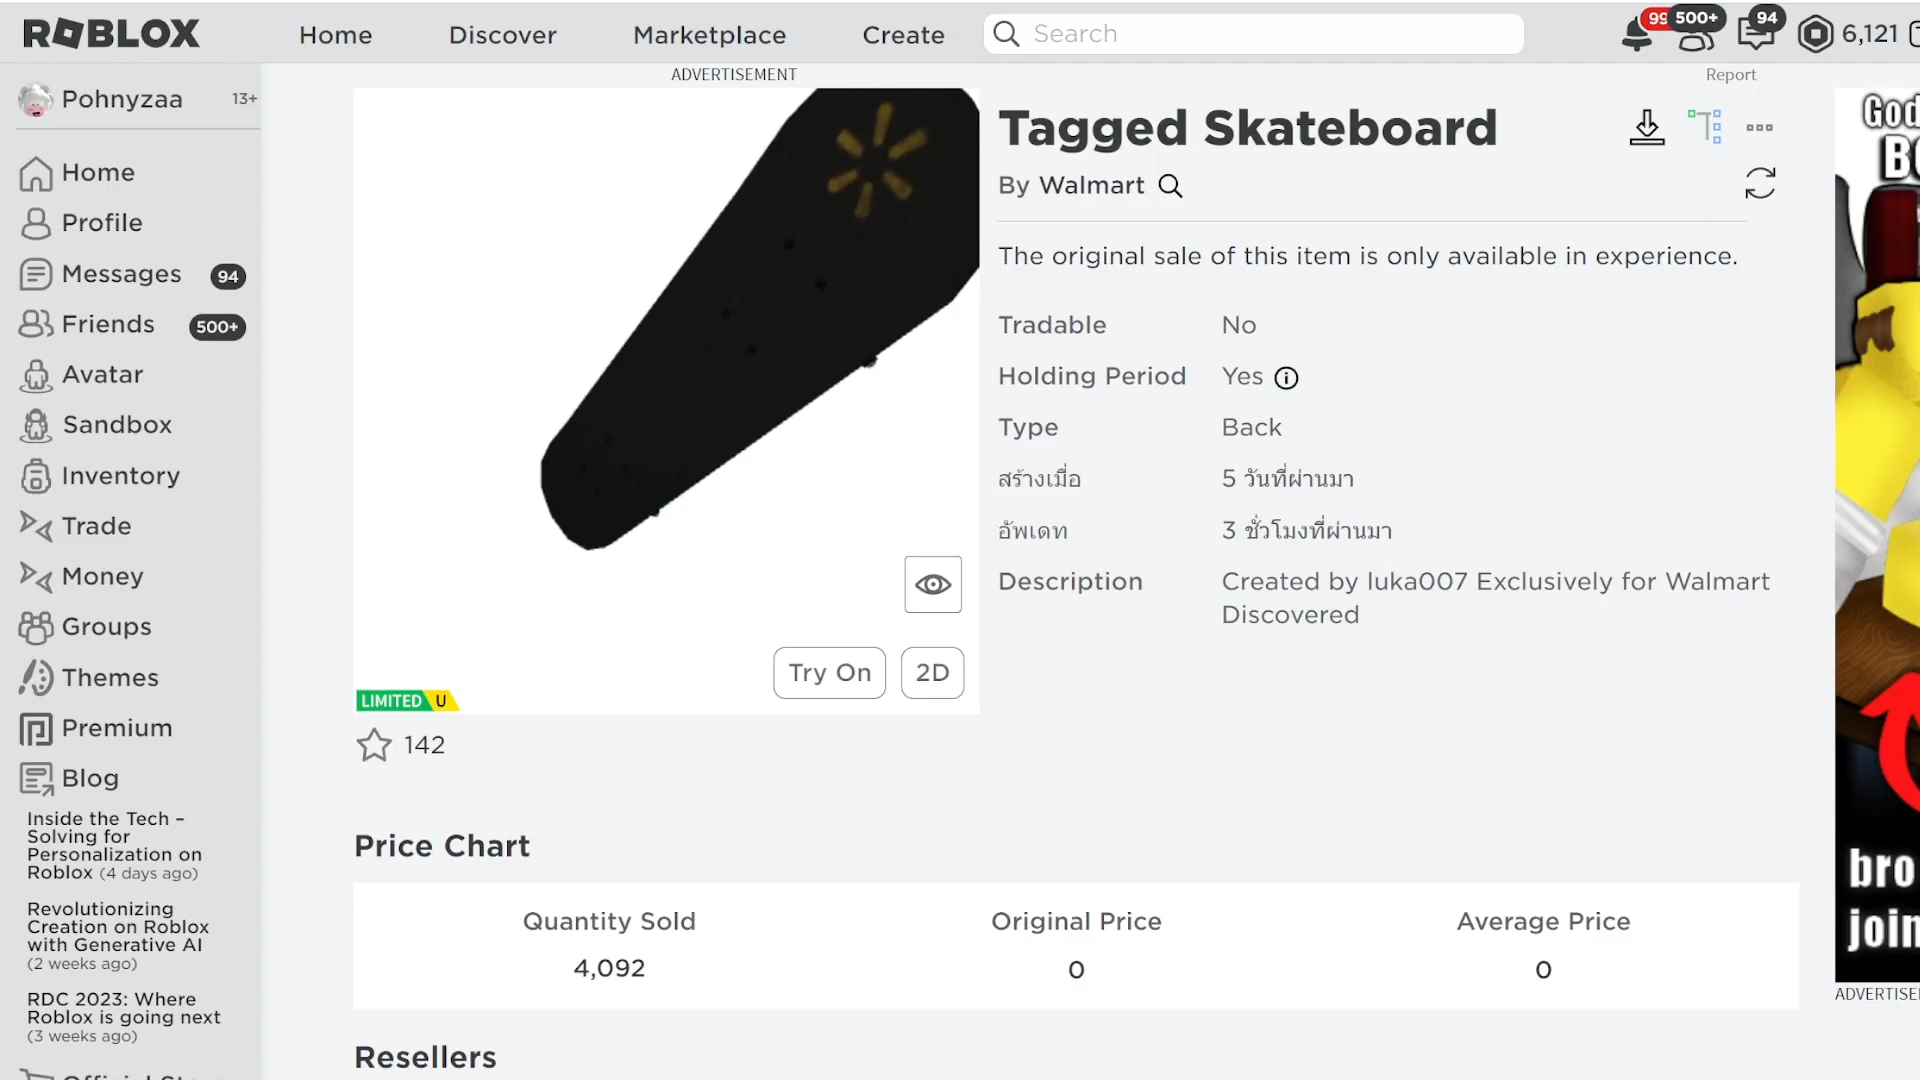 ROBLOX
Home
Discover
Marketplace
Create
Search
99
500+
94
6,121
ADVERTISEMENT
Report
Pohnyzaa
13+
Home
Profile
Messages
94
Friends
500+
Avatar
Sandbox
Inventory
Trade
Money
Groups
Themes
Premium
Blog
Inside the Tech –
Solving for
Personalization on
Roblox (4 days ago)
Revolutionizing
Creation on Roblox
with Generative AI
(2 weeks ago)
RDC 2023: Where
Roblox is going next
(3 weeks ago)
Tagged Skateboard
By Walmart
The original sale of this item is only available in experience.
Tradable No
Holding Period Yes
Type Back
สร้างเมื่อ 5 วันที่ผ่านมา
อัพเดท 3 ชั่วโมงที่ผ่านมา
Description Created by luka007 Exclusively for Walmart
Discovered
Try On
2D
LIMITED U
142
Price Chart
Quantity Sold
4,092
Original Price
0
Average Price
0
Resellers
God
bro
join